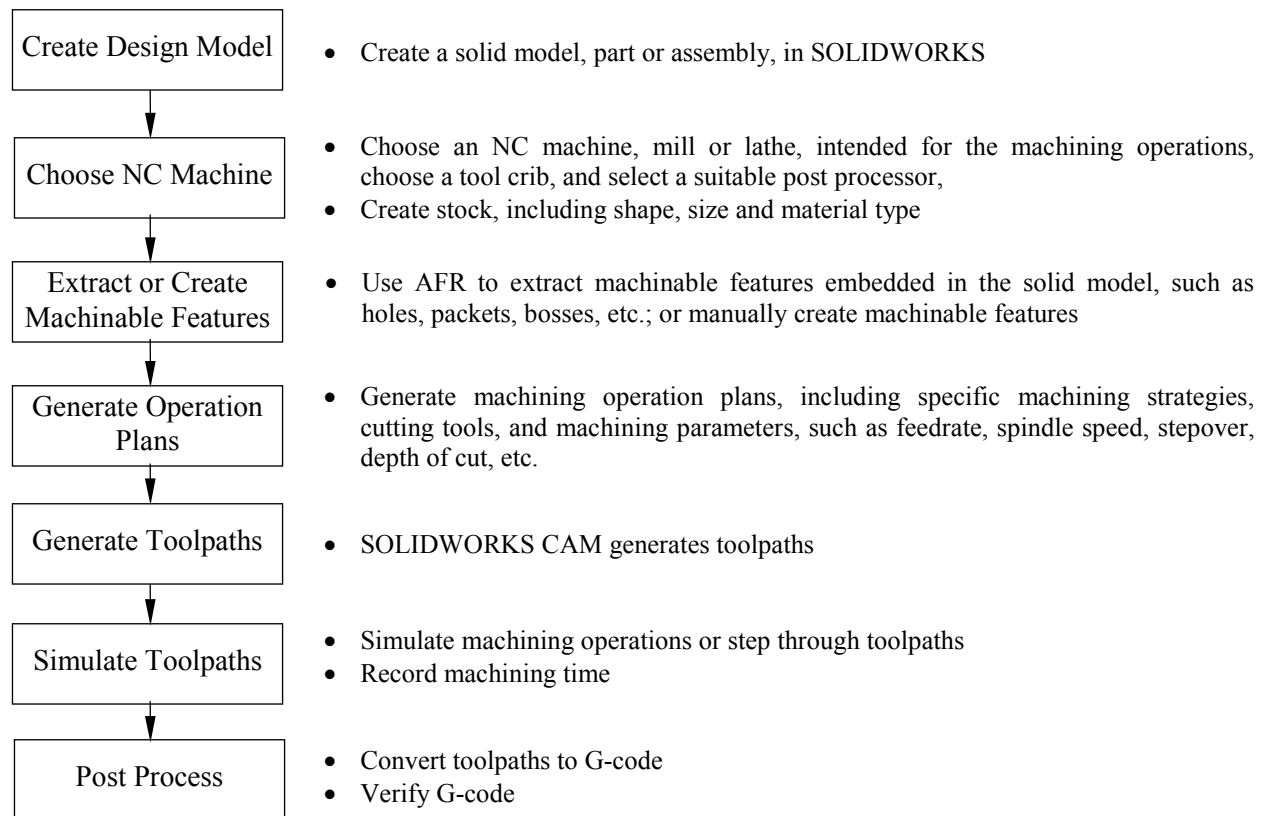 Create Design Model
• Create a solid model, part or assembly, in SOLIDWORKS
Choose NC Machine
• Choose an NC machine, mill or lathe, intended for the machining operations,
choose a tool crib, and select a suitable post processor,
• Create stock, including shape, size and material type
Extract or Create
Machinable Features
• Use AFR to extract machinable features embedded in the solid model, such as
holes, packets, bosses, etc.; or manually create machinable features
Generate Operation
Plans
• Generate machining operation plans, including specific machining strategies,
cutting tools, and machining parameters, such as feedrate, spindle speed, stepover,
depth of cut, etc.
Generate Toolpaths
• SOLIDWORKS CAM generates toolpaths
Simulate Toolpaths
• Simulate machining operations or step through toolpaths
• Record machining time
Post Process
• Convert toolpaths to G-code
• Verify G-code